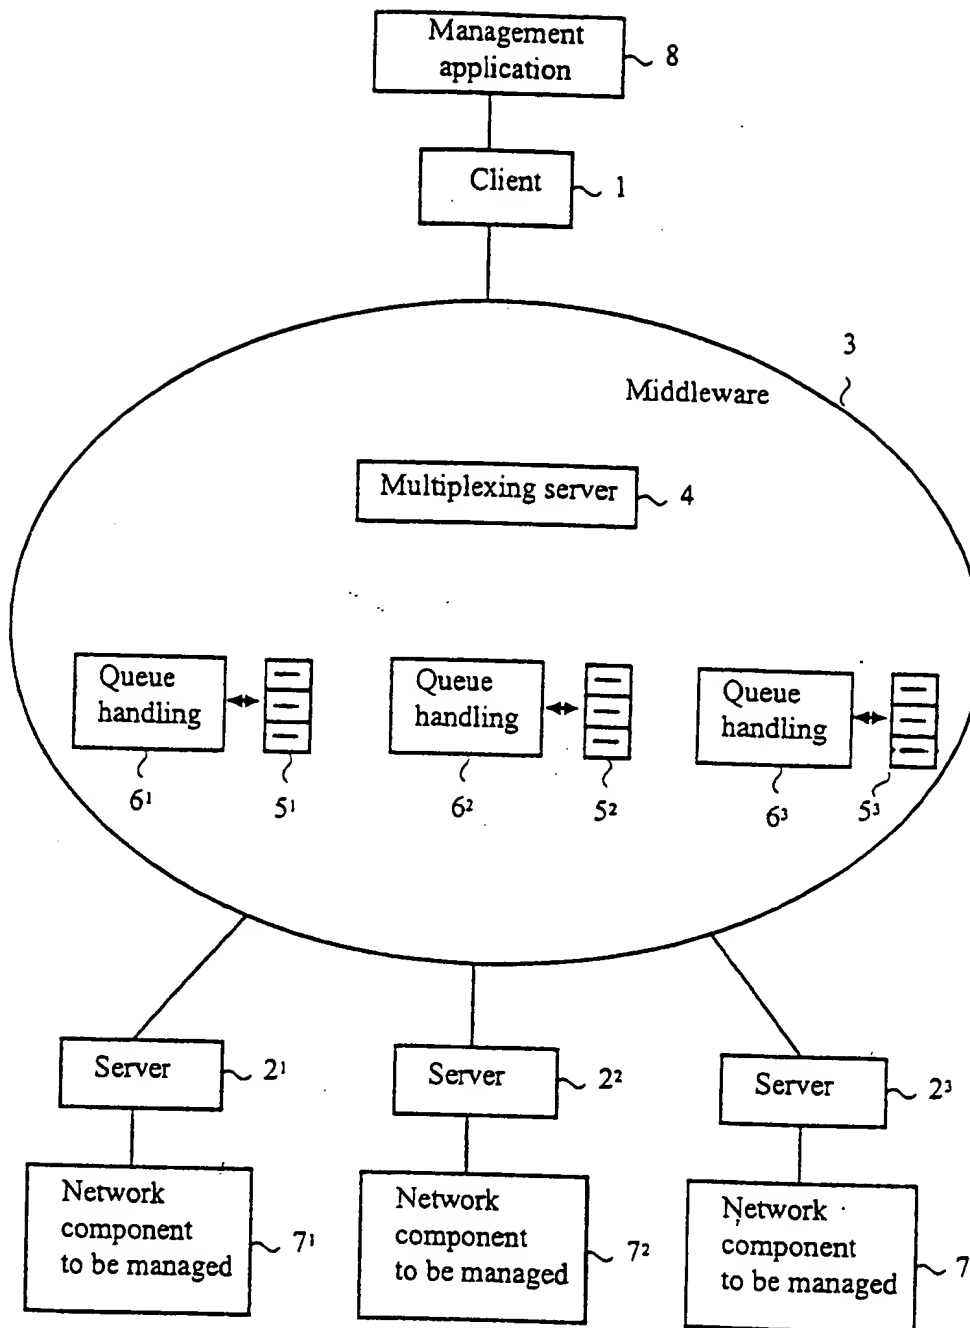 Management
application
8
Client
1
3
Middleware
Multiplexing server
4
Queue
handling
Queue
handling
Queue
handling
6¹
5¹
6²
5²
6³
5³
Server
2¹
Server
2²
Server
2³
Network
component
to be managed
7¹
Network
component
to be managed
7²
Network
component
to be managed
7